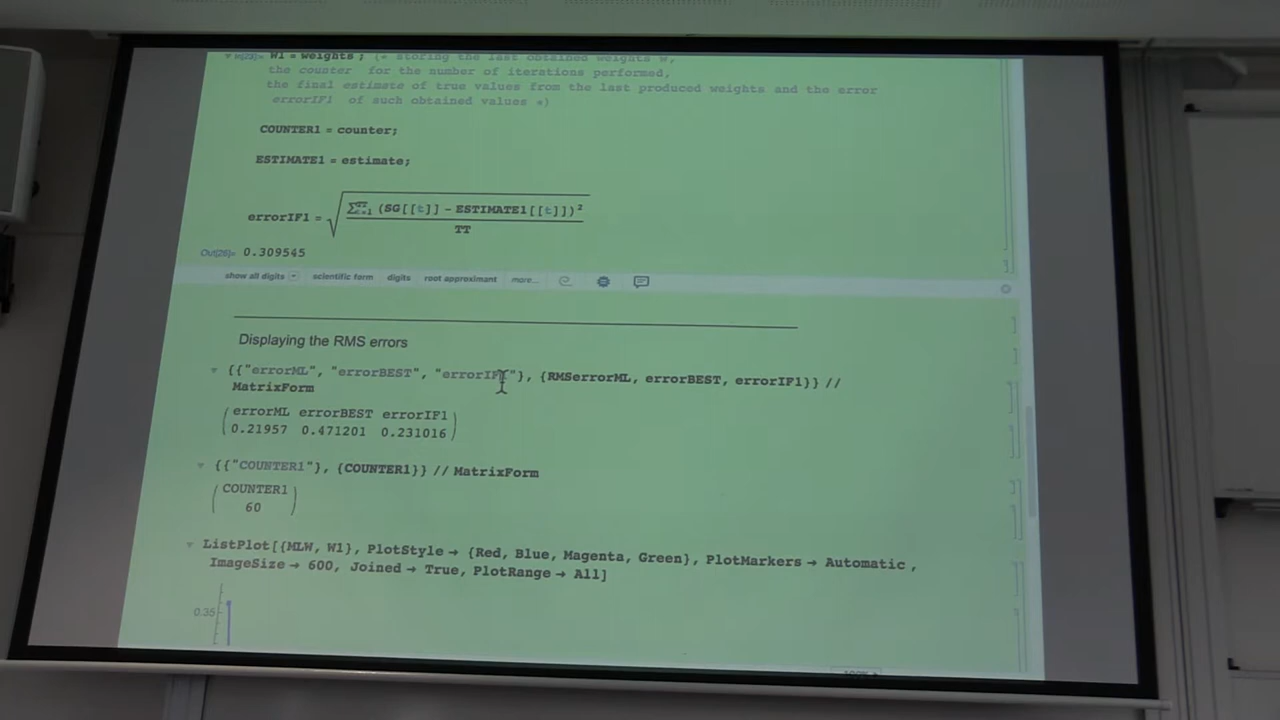 W1 = weights ; (* storing the last obtained weights W,
the counter for the number of iterations performed,
the final estimate of true values from the last produced weights and the error
errorIF1 of such obtained values *)
COUNTER1 = counter;
ESTIMATE1 = estimate;
errorIF1 = √ (SG[[t]] - ESTIMATE1[[t]])²
TT
Out[26]= 0.309545
show all digits scientific form digits root approximant more...
Displaying the RMS errors
{{"errorML", "errorBEST", "errorIF1"}, {RMSerrorML, errorBEST, errorIF1}} //
MatrixForm
errorML errorBEST errorIF1
0.21957 0.471201 0.231016
{{"COUNTER1"}, {COUNTER1}} // MatrixForm
COUNTER1
60
ListPlot[{MLW, W1}, PlotStyle → {Red, Blue, Magenta, Green}, PlotMarkers → Automatic ,
ImageSize → 600, Joined → True, PlotRange → All]
0.35